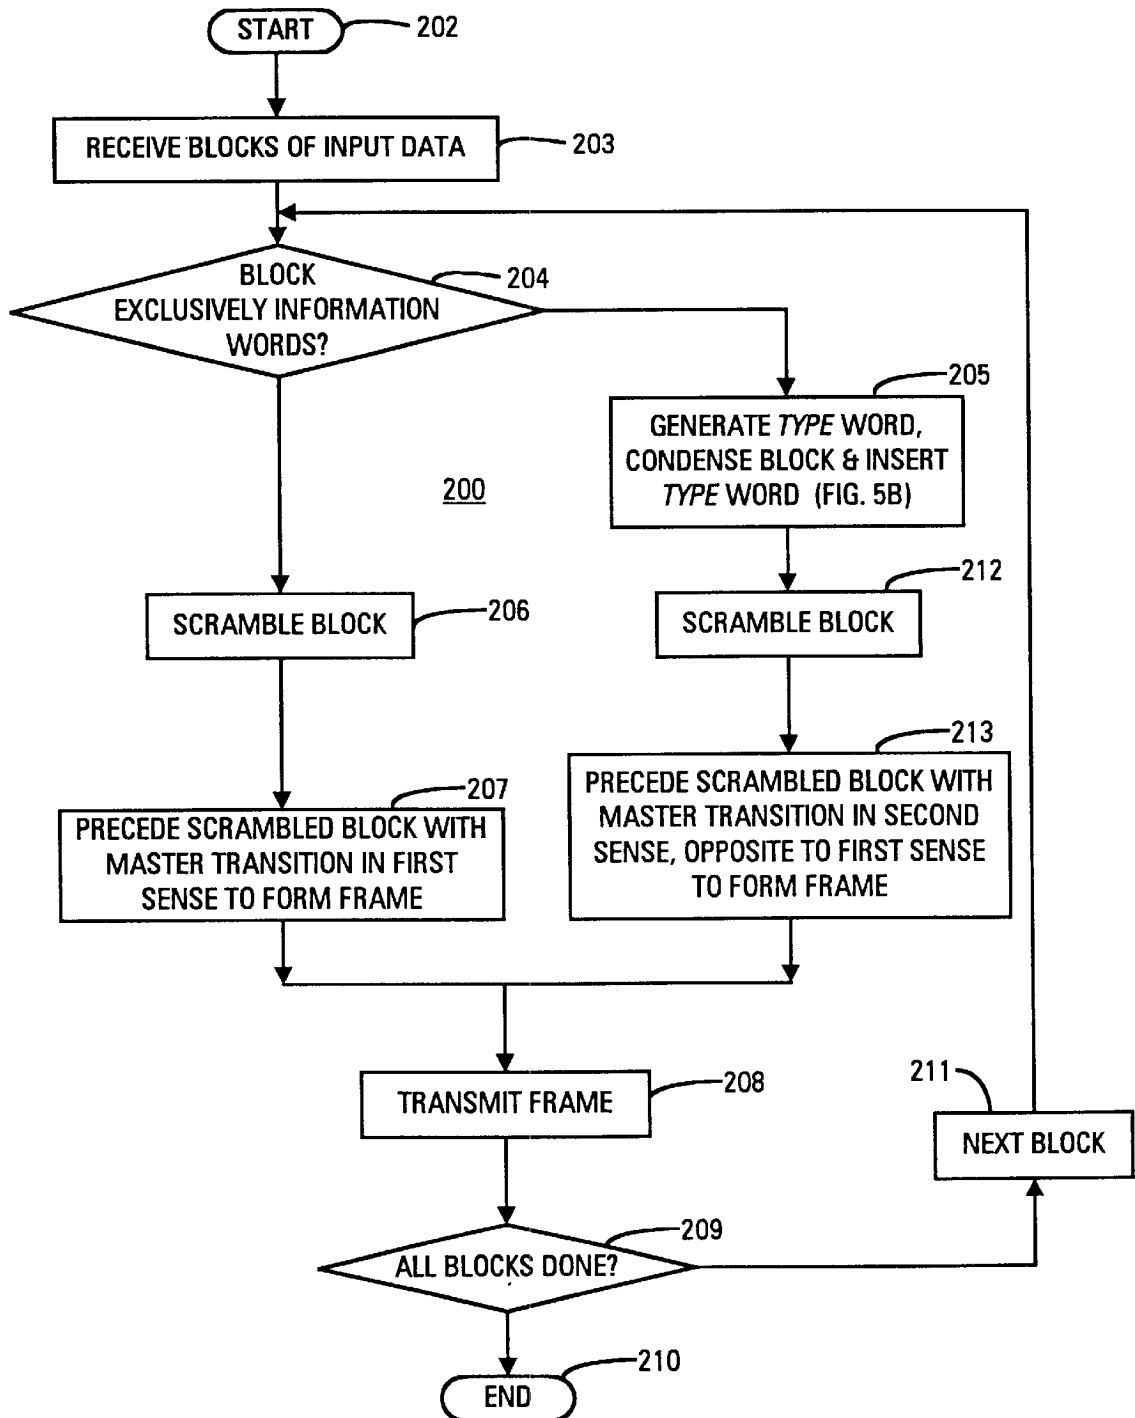 START
202
RECEIVE BLOCKS OF INPUT DATA
203
BLOCK
EXCLUSIVELY INFORMATION
WORDS?
204
205
GENERATE TYPE WORD,
CONDENSE BLOCK & INSERT
TYPE WORD (FIG. 5B)
200
SCRAMBLE BLOCK
206
212
SCRAMBLE BLOCK
207
PRECEDE SCRAMBLED BLOCK WITH
MASTER TRANSITION IN FIRST
SENSE TO FORM FRAME
213
PRECEDE SCRAMBLED BLOCK WITH
MASTER TRANSITION IN SECOND
SENSE, OPPOSITE TO FIRST SENSE
TO FORM FRAME
TRANSMIT FRAME
208
211
NEXT BLOCK
ALL BLOCKS DONE?
209
END
210